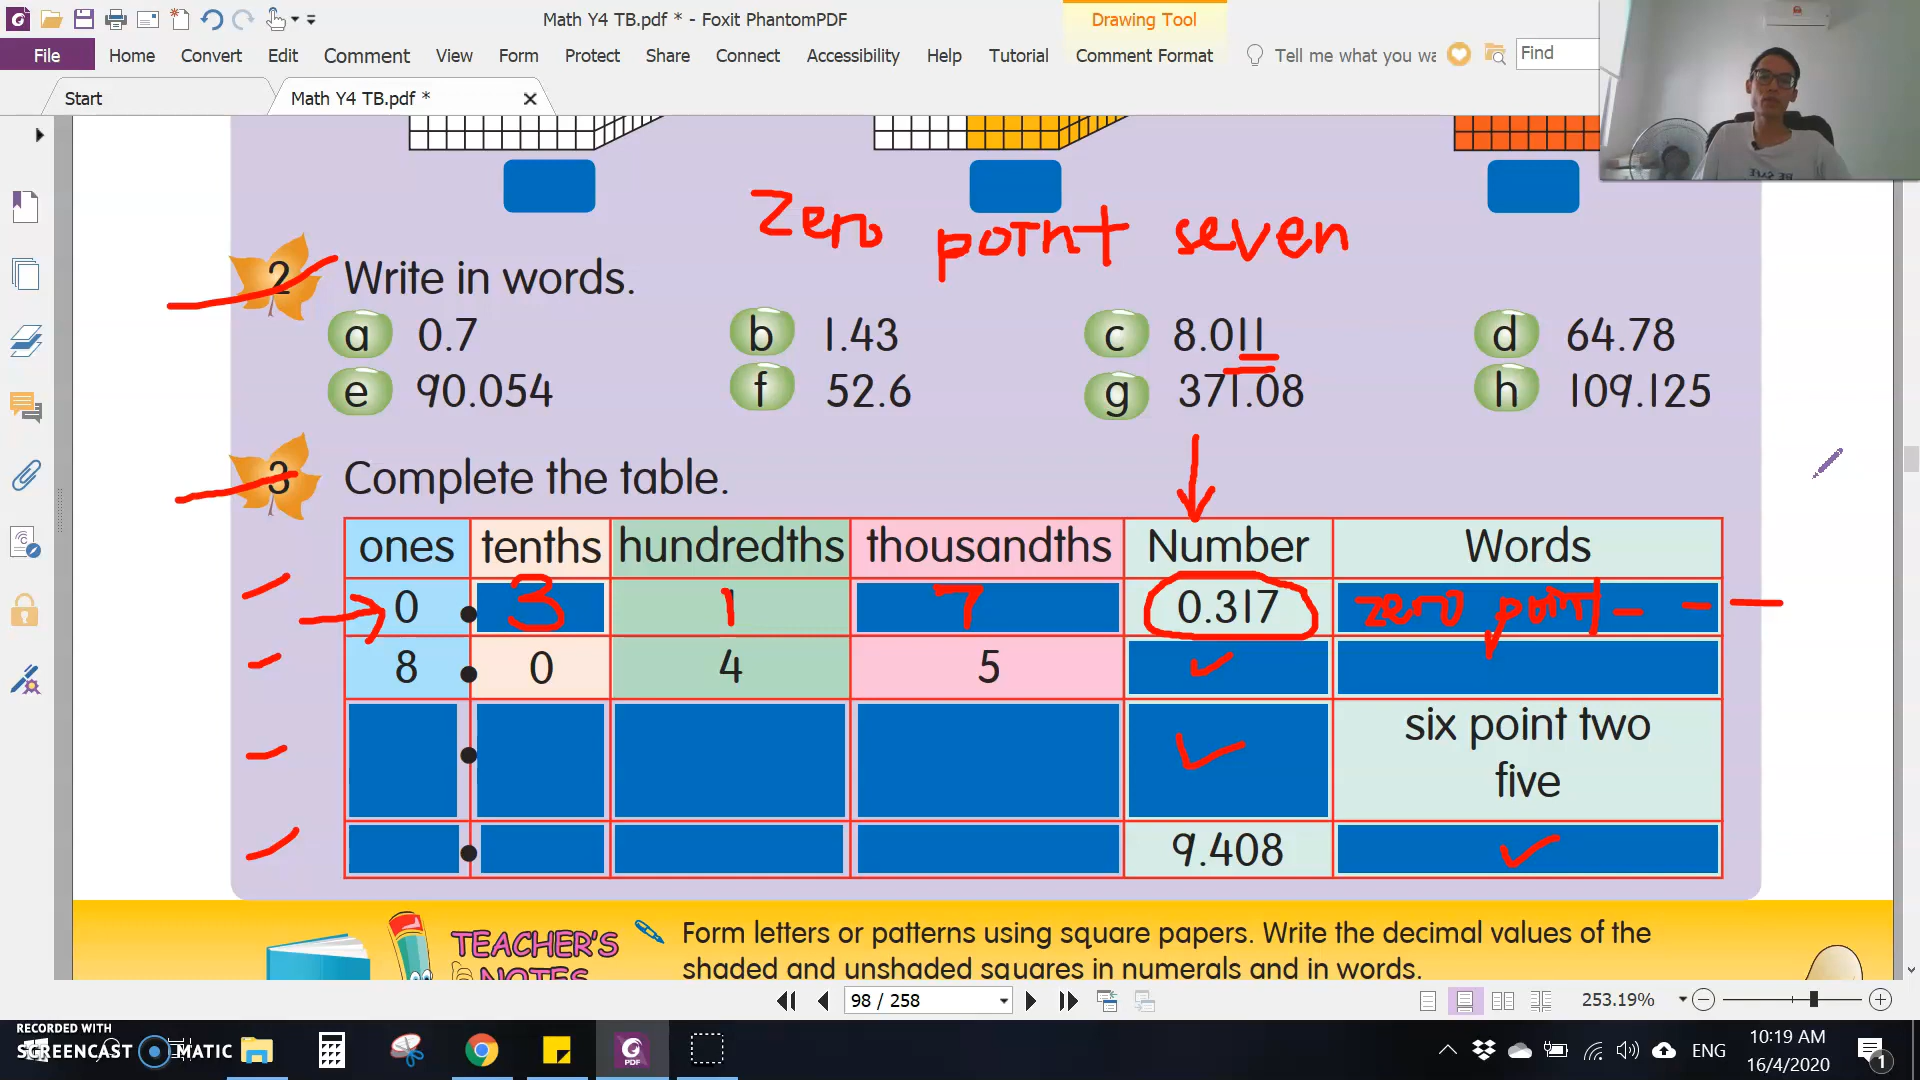 Math Y4 TB.pdf * - Foxit PhantomPDF
Drawing Tool
File Home Convert Edit Comment View Form Protect Share Connect Accessibility Help Tutorial Comment Format Tell me what you wa Find
Start Math Y4 TB.pdf *
zero point seven
2 Write in words.
a 0.7 b 1.43 c 8.011 d 64.78
e 90.054 f 52.6 g 371.08 h 109.125
3 Complete the table.
ones tenths hundredths thousandths Number Words
0 . 3 1 7 0.317 zero point - - -
8 . 0 4 5
six point two
five
9.408
TEACHER'S
NOTES
Form letters or patterns using square papers. Write the decimal values of the
shaded and unshaded squares in numerals and in words.
98 / 258 253.19%
RECORDED WITH
SCREENCAST MATIC
PDF
ENG
10:19 AM
16/4/2020
1